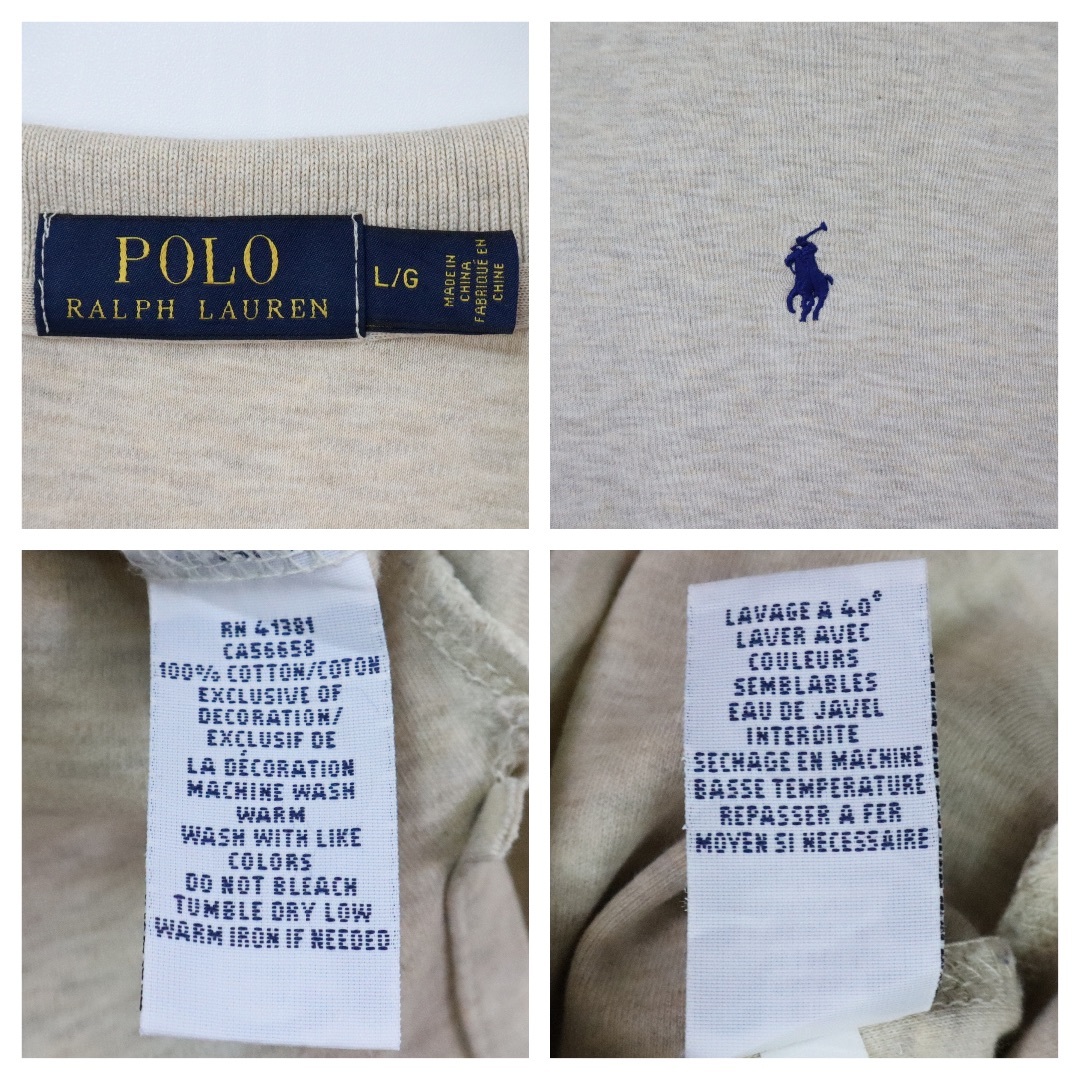 POLO
RALPH LAUREN
L/G
MADE IN
CHINA
FABRIQUÉ EN
CHINE
RN 41381
CA56658
100% COTTON/COTON
EXCLUSIVE OF
DECORATION/
EXCLUSIF DE
LA DÉCORATION
MACHINE WASH
WARM
WASH WITH LIKE
COLORS
DO NOT BLEACH
TUMBLE DRY LOW
WARM IRON IF NEEDED
LAVAGE A 40°
LAVER AVEC
COULEURS
SEMBLABLES
EAU DE JAVEL
INTERDITE
SECHAGE EN MACHINE
BASSE TEMPERATURE
REPASSER A FER
MOYEN SI NECESSAIRE